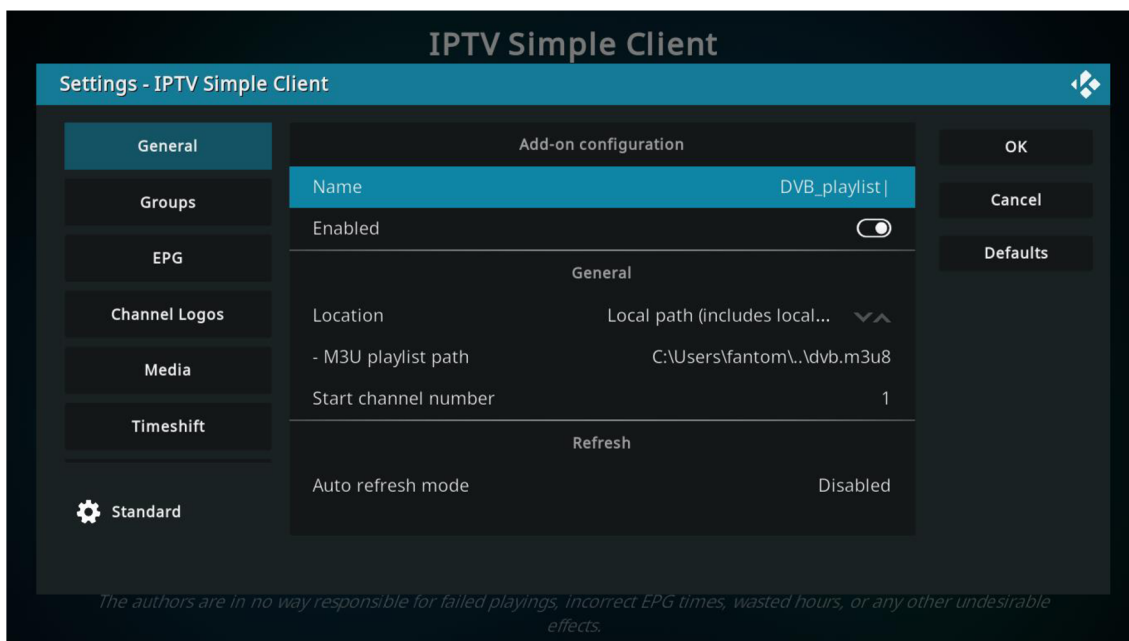 IPTV Simple Client
Settings - IPTV Simple Client
General
Groups
EPG
Channel Logos
Media
Timeshift
Standard
Add-on configuration
Name DVB_playlist|
Enabled
General
Location Local path (includes local...
- M3U playlist path C:\Users\fantom\..\dvb.m3u8
Start channel number 1
Refresh
Auto refresh mode Disabled
OK
Cancel
Defaults
The authors are in no way responsible for failed playings, incorrect EPG times, wasted hours, or any other undesirable
effects.